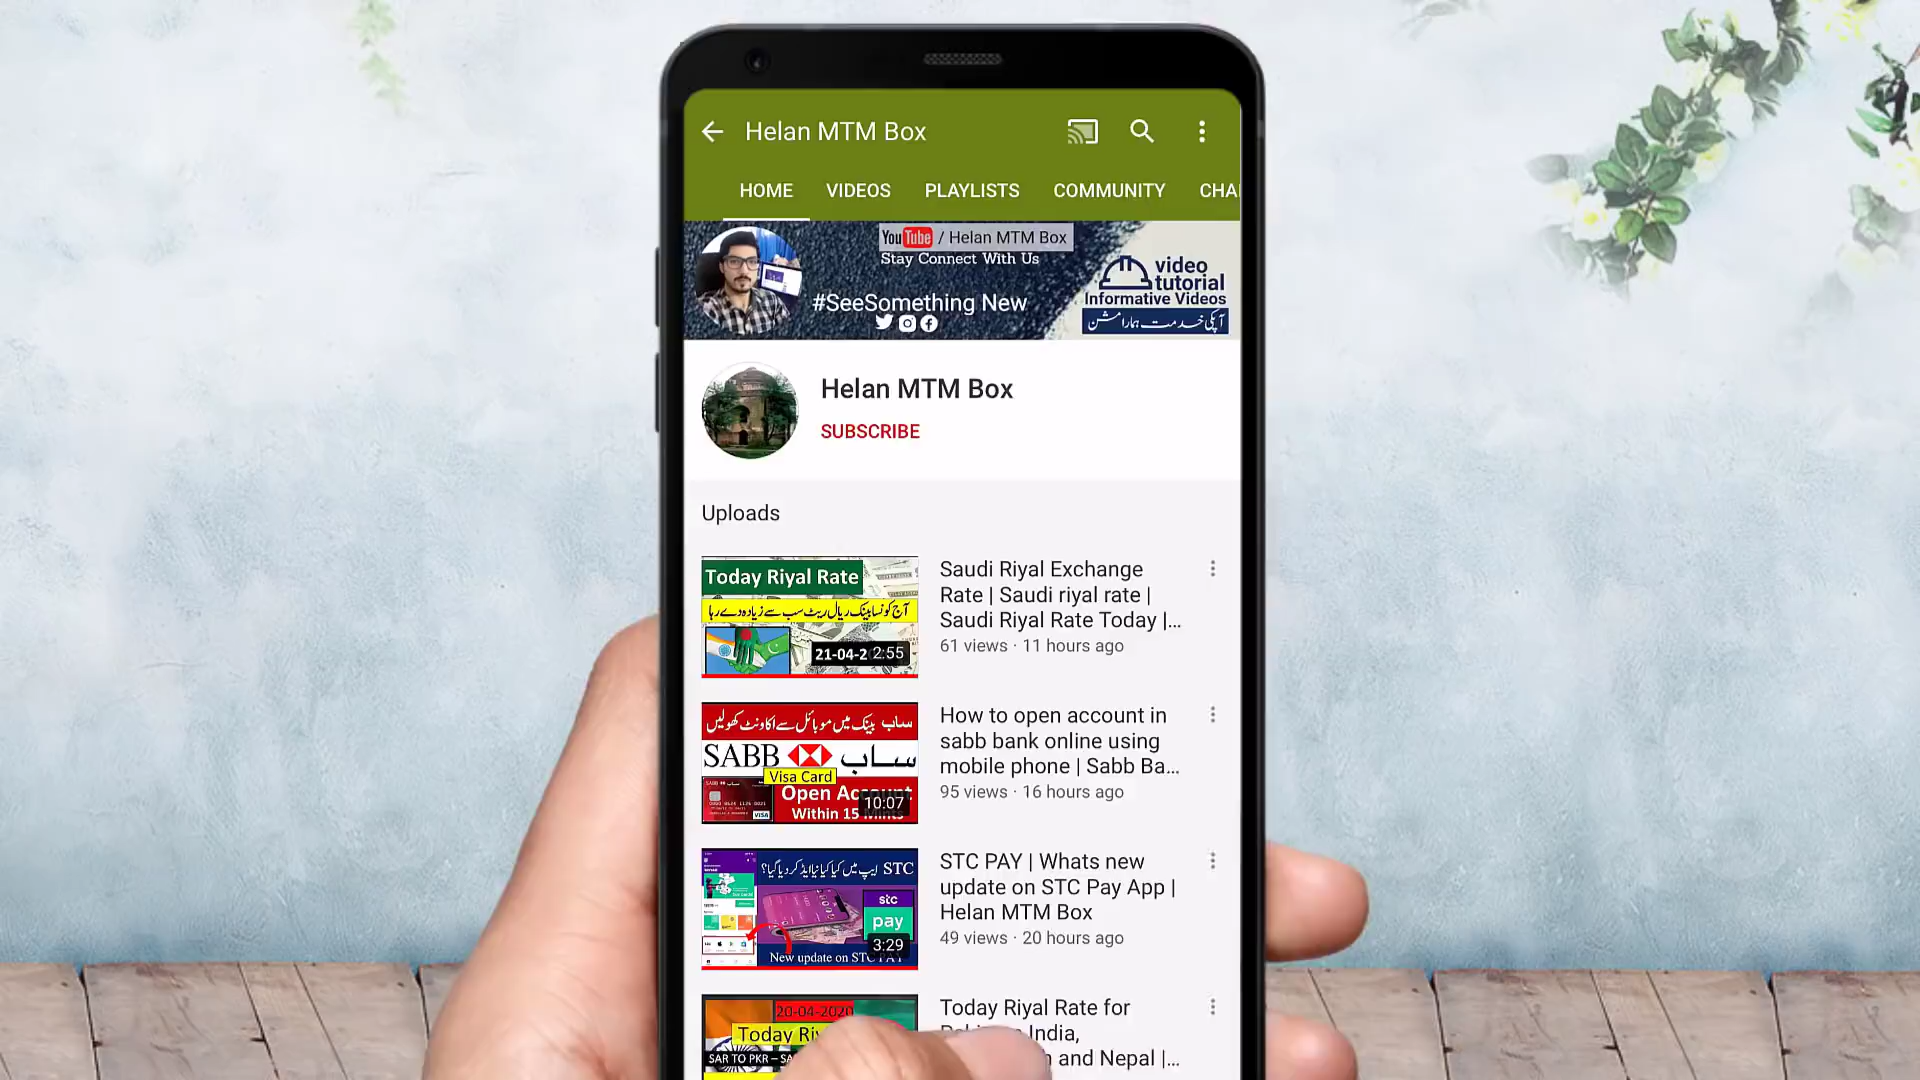 Helan MTM Box
HOME VIDEOS PLAYLISTS COMMUNITY CHA
YouTube / Helan MTM Box
Stay Connect With Us
#SeeSomething New
video
tutorial
Informative Videos
آپکی خدمت ہمارا مشن
Helan MTM Box
SUBSCRIBE
Uploads
Today Riyal Rate
آج کونسا بینک ریال ریٹ سب سے زیادہ دے رہا
21-04-2
2:55
Saudi Riyal Exchange
Rate | Saudi riyal rate |
Saudi Riyal Rate Today |...
61 views · 11 hours ago
ساب بینک میں موبائل سے اکاونٹ کھولیں
SABB ساب
Visa Card
Open Account
Within 15 Mints
10:07
VISA
How to open account in
sabb bank online using
mobile phone | Sabb Ba...
95 views · 16 hours ago
STC ایپ میں کیا کیا نیا ایڈ کر دیا گیا؟
stc
pay
3:29
New update on STC PAY
STC PAY | Whats new
update on STC Pay App |
Helan MTM Box
49 views · 20 hours ago
20-04-2020
Today Riy
SAR TO PKR – SA
Today Riyal Rate for
India,
and Nepal |...